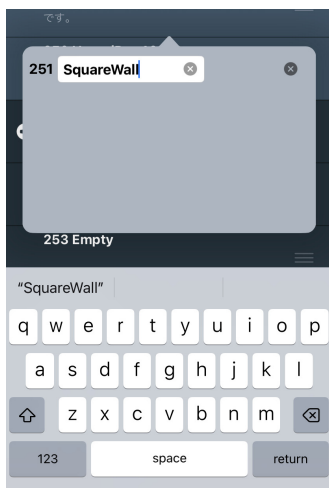 です。
251 SquareWall
253 Empty
“SquareWall”
q w e r t y u i o p
a s d f g h j k l
z x c v b n m
123 space return